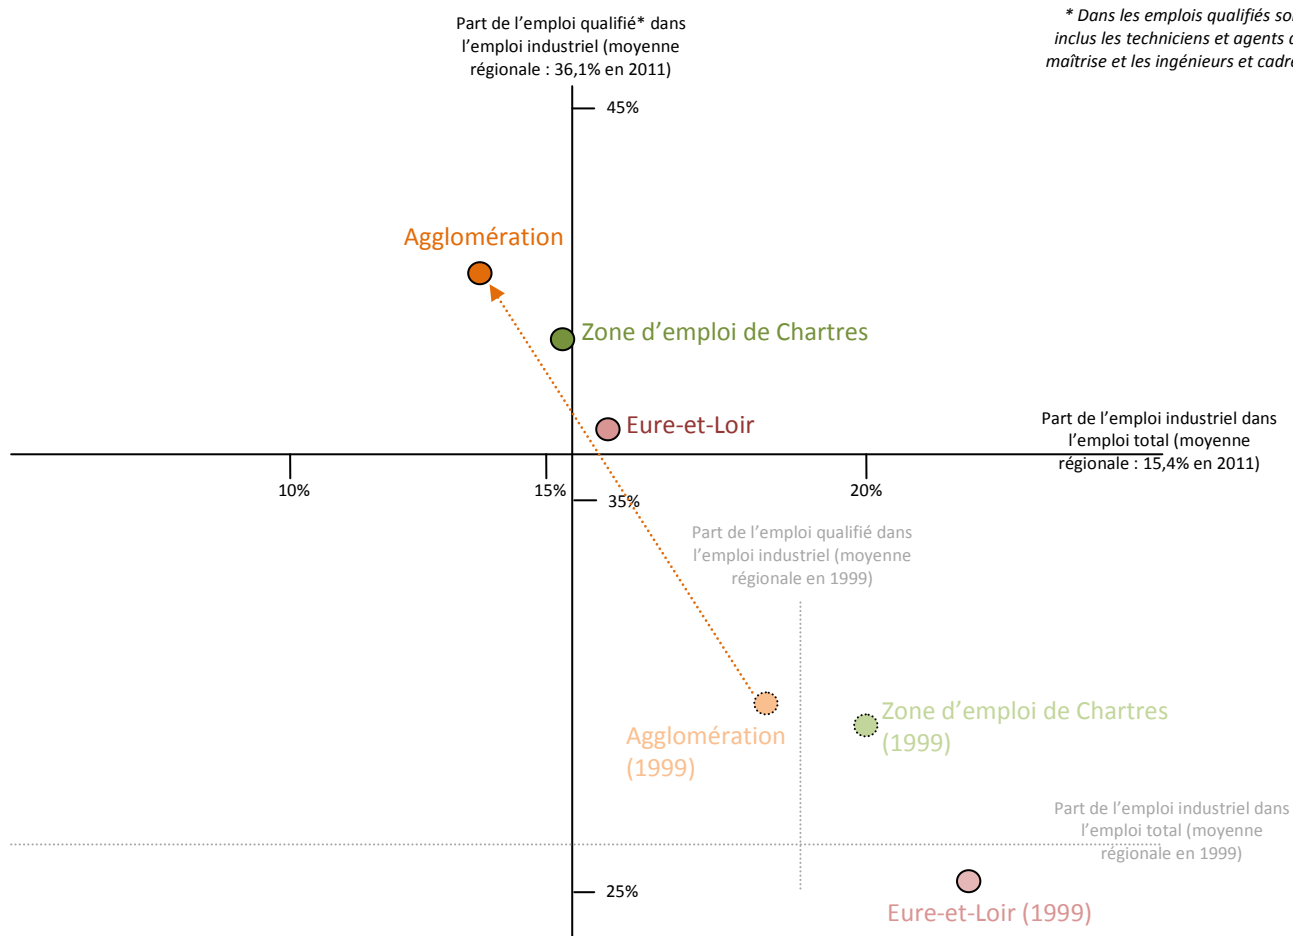 Part de l’emploi qualifié* dans
l’emploi industriel (moyenne
régionale : 36,1% en 2011)
* Dans les emplois qualifiés
inclus les techniciens et agents
maîtrise et les ingénieurs et
45%
Agglomération
Zone d’emploi de Chartres
Eure-et-Loir
Part de l’emploi industriel dans
l’emploi total (moyenne
régionale : 15,4% en 2011)
10%
15%
20%
35%
Part de l’emploi qualifié dans
l’emploi industriel (moyenne
régionale en 1999)
Agglomération
(1999)
Zone d’emploi de Chartres
(1999)
Part de l’emploi industriel dans
l’emploi total (moyenne
régionale en 1999)
25%
Eure-et-Loir (1999)